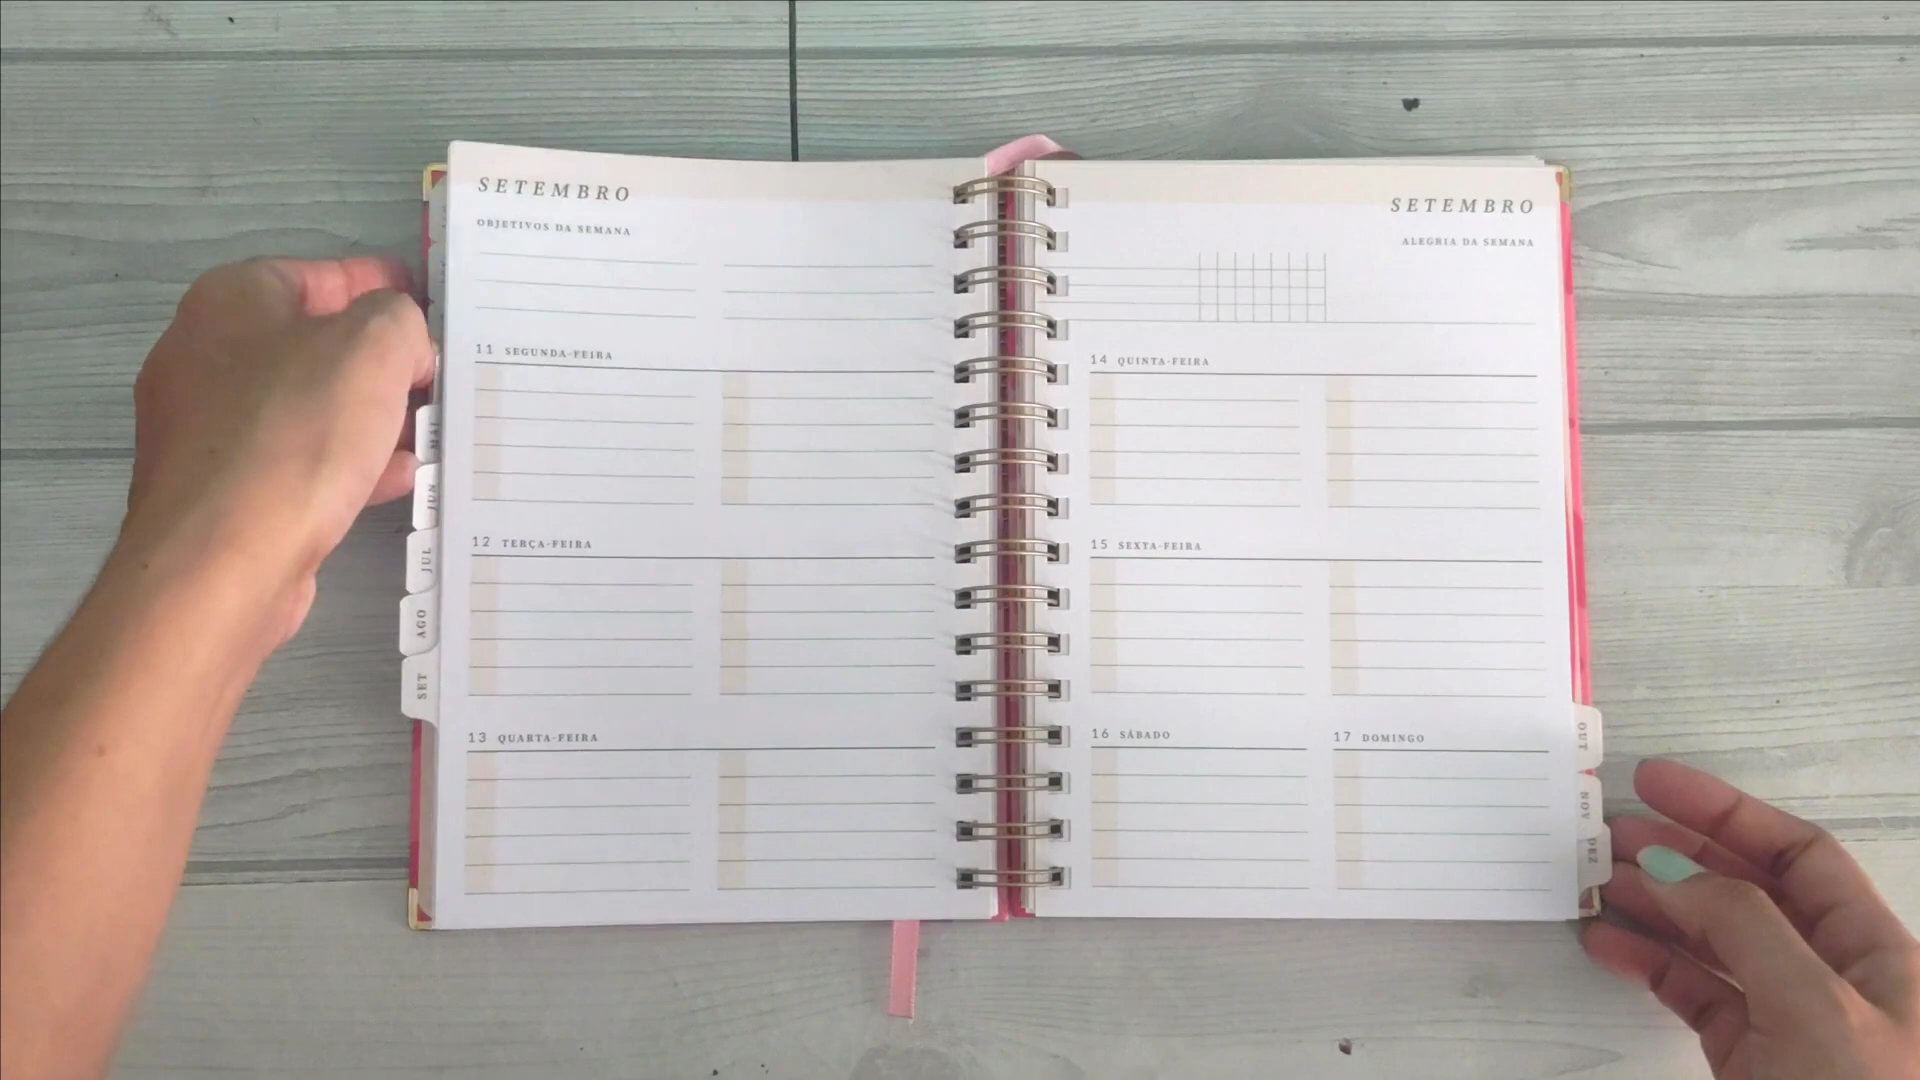 SETEMBRO
OBJETIVOS DA SEMANA
11 SEGUNDA-FEIRA
12 TERÇA-FEIRA
13 QUARTA-FEIRA
MAI
JUN
JUL
AGO
SET
SETEMBRO
ALEGRIA DA SEMANA
14 QUINTA-FEIRA
15 SEXTA-FEIRA
16 SÁBADO
17 DOMINGO
OUT
NOV
DEZ